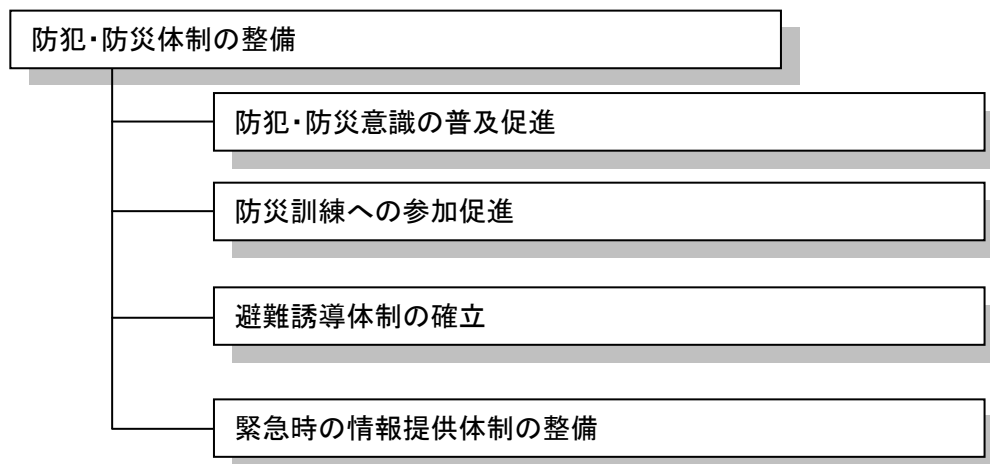 防犯・防災体制の整備
防犯・防災意識の普及促進
防災訓練への参加促進
避難誘導体制の確立
緊急時の情報提供体制の整備